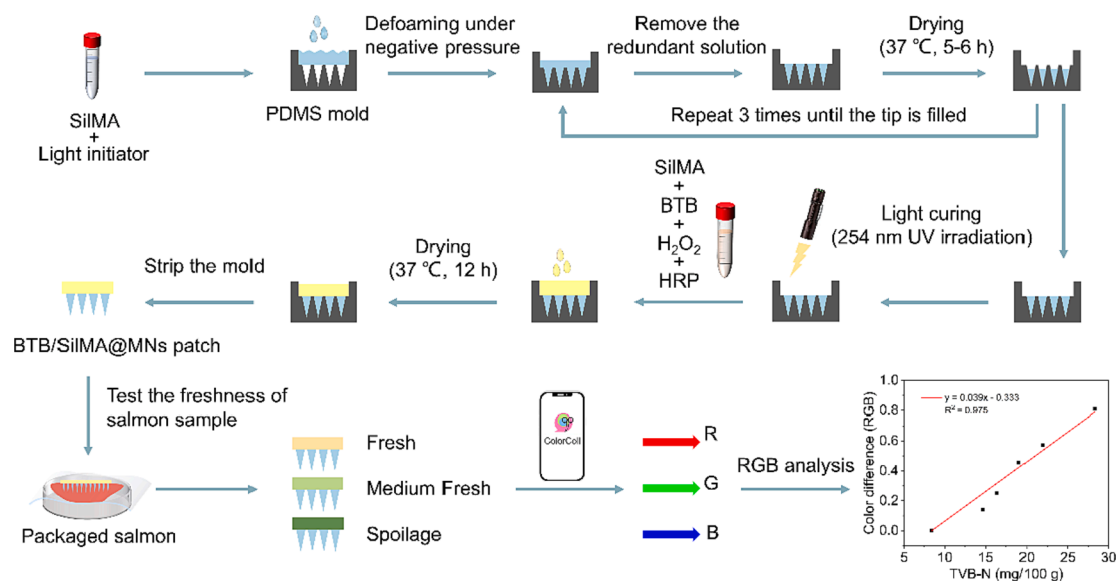 SilMA
+
Light initiator
PDMS mold
Defoaming under
negative pressure
Remove the
redundant solution
Drying
(37 ℃, 5-6 h)
Repeat 3 times until the tip is filled
Light curing
(254 nm UV irradiation)
SilMA
+
BTB
+
H₂O₂
+
HRP
Drying
(37 ℃, 12 h)
Strip the mold
BTB/SilMA@MNs patch
Test the freshness of
salmon sample
Packaged salmon
Fresh
Medium Fresh
Spoilage
ColorColl
R
G
B
RGB analysis
y = 0.039x - 0.333
R² = 0.975
Color difference (RGB)
1.0
0.8
0.6
0.4
0.2
0.0
5 10 15 20 25 30
TVB-N (mg/100 g)